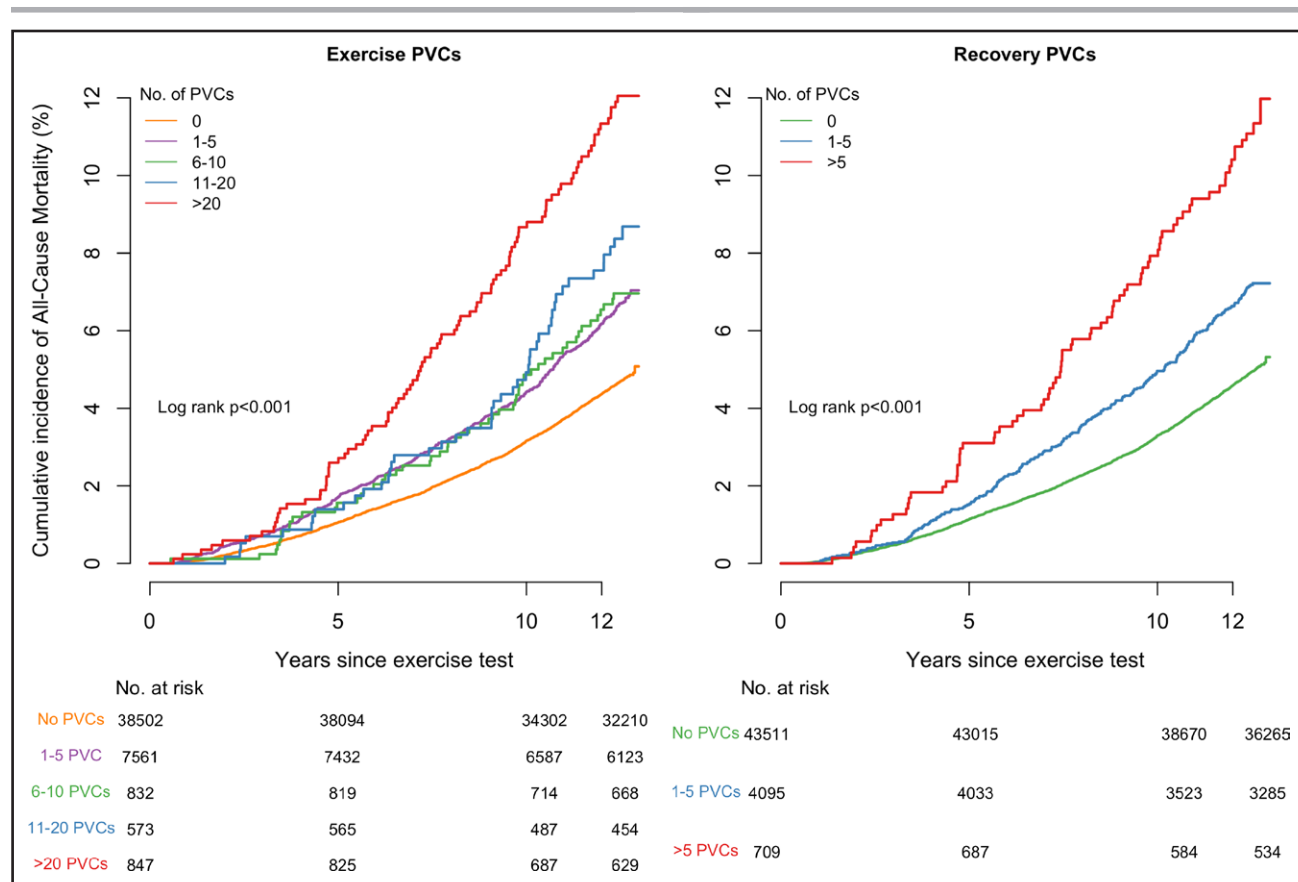 Exercise PVCs
Cumulative incidence of All-Cause Mortality (%)
12
10
8
6
4
2
0
No. of PVCs
0
1-5
6-10
11-20
>20
Log rank p<0.001
0 5 10 12
Years since exercise test
No. at risk
No PVCs 38502 38094 34302 32210
1-5 PVC 7561 7432 6587 6123
6-10 PVCs 832 819 714 668
11-20 PVCs 573 565 487 454
>20 PVCs 847 825 687 629
Recovery PVCs
12
10
8
6
4
2
0
No. of PVCs
0
1-5
>5
Log rank p<0.001
0 5 10 12
Years since exercise test
No. at risk
No PVCs 43511 43015 38670 36265
1-5 PVCs 4095 4033 3523 3285
>5 PVCs 709 687 584 534